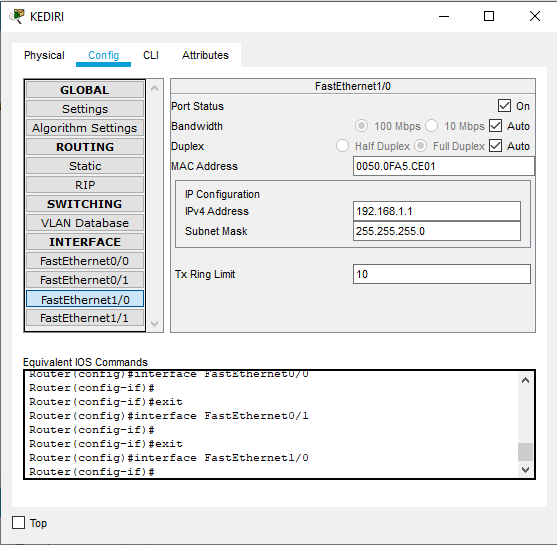 KEDIRI
Physical Config CLI Attributes
GLOBAL
Settings
Algorithm Settings
ROUTING
Static
RIP
SWITCHING
VLAN Database
INTERFACE
FastEthernet0/0
FastEthernet0/1
FastEthernet1/0
FastEthernet1/1
FastEthernet1/0
Port Status On
Bandwidth 100 Mbps 10 Mbps Auto
Duplex Half Duplex Full Duplex Auto
MAC Address 0050.0FA5.CE01
IP Configuration
IPv4 Address 192.168.1.1
Subnet Mask 255.255.255.0
Tx Ring Limit 10
Equivalent IOS Commands
Router(config)#interface FastEthernet0/0
Router(config-if)#
Router(config-if)#exit
Router(config)#interface FastEthernet0/1
Router(config-if)#
Router(config-if)#exit
Router(config)#interface FastEthernet1/0
Router(config-if)#
Top